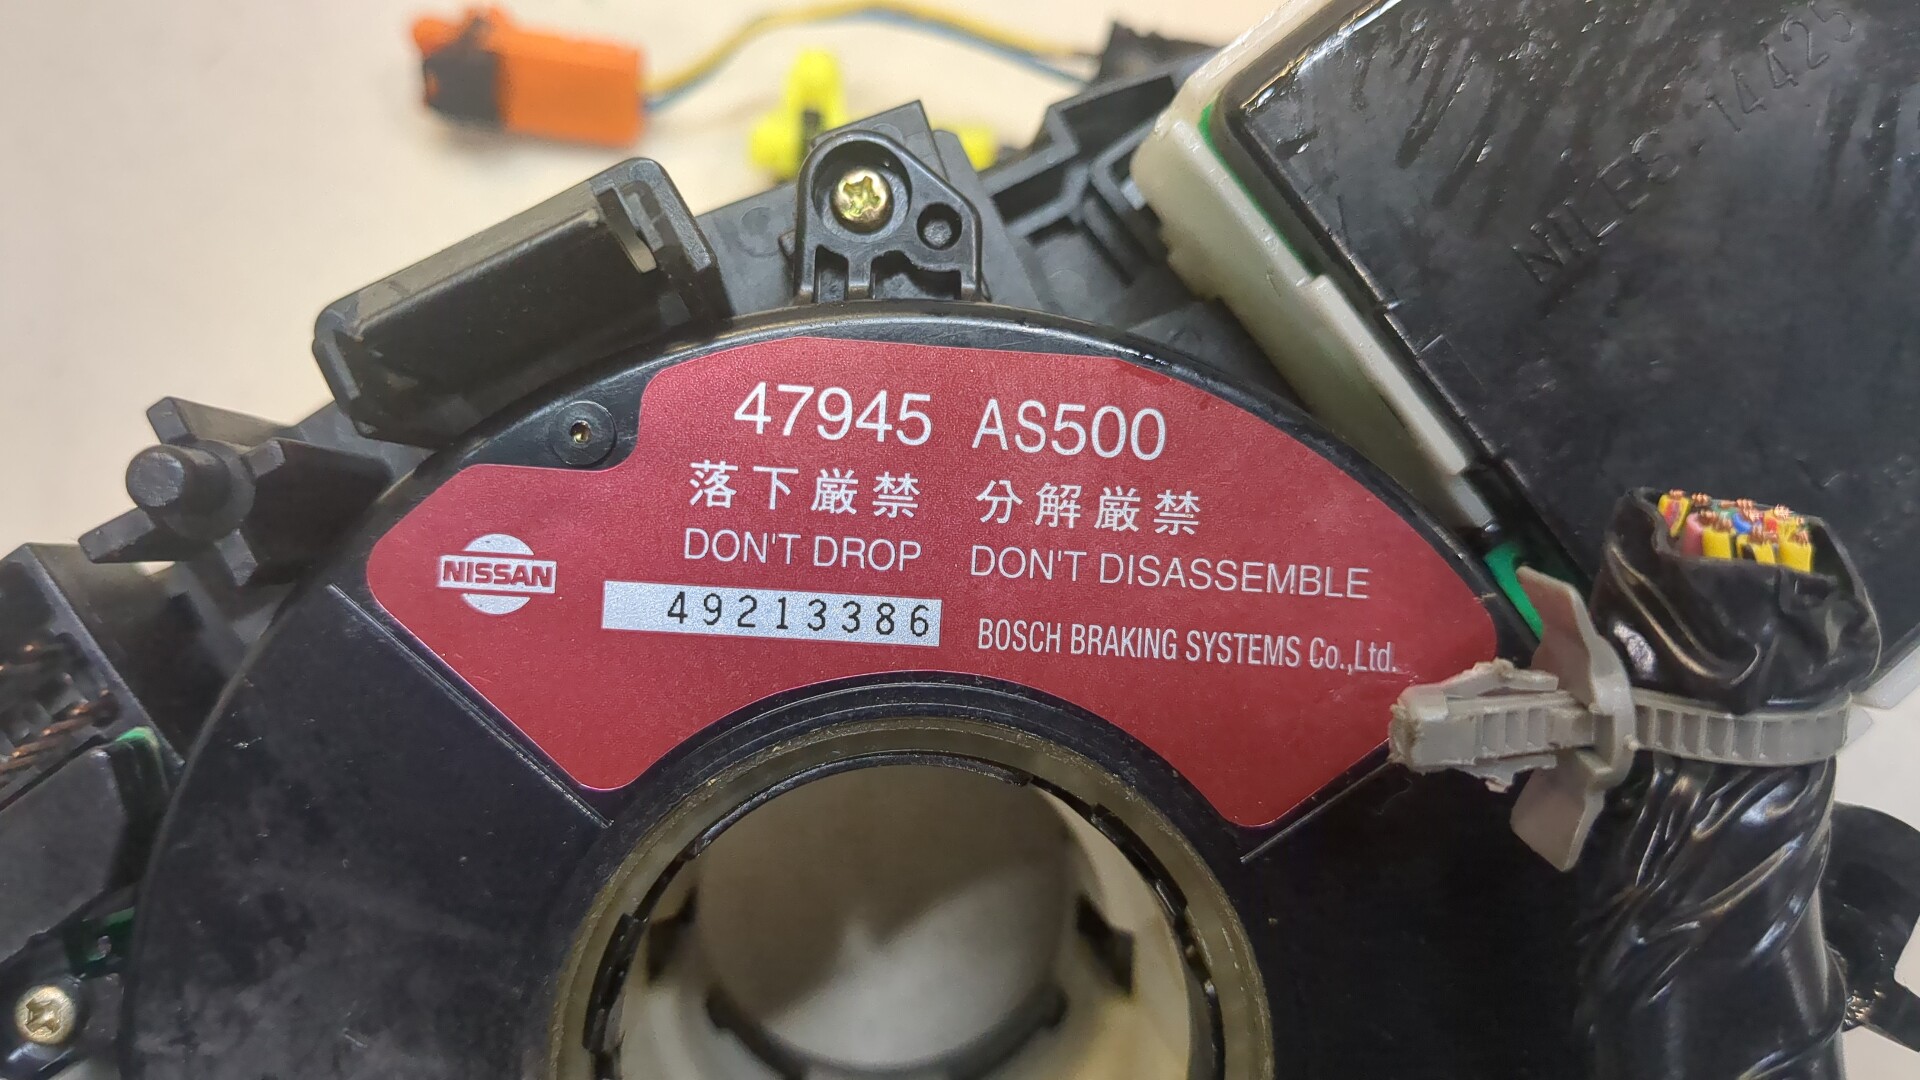 NILES 14425
47945 AS500
落下厳禁 分解厳禁
DON'T DROP DON'T DISASSEMBLE
NISSAN
49213386
BOSCH BRAKING SYSTEMS Co.,Ltd.